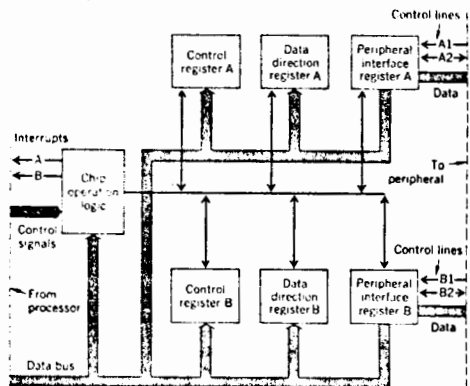 Control lines
A1
A2
Data
Control
register A
Data
direction
register A
Peripheral
interface
register A
Interrupts
A
B
Chip
operation
logic
Control
signals
To
peripheral
From
processor
Control
register B
Data
direction
register B
Peripheral
interface
register B
Control lines
B1
B2
Data
Data bus